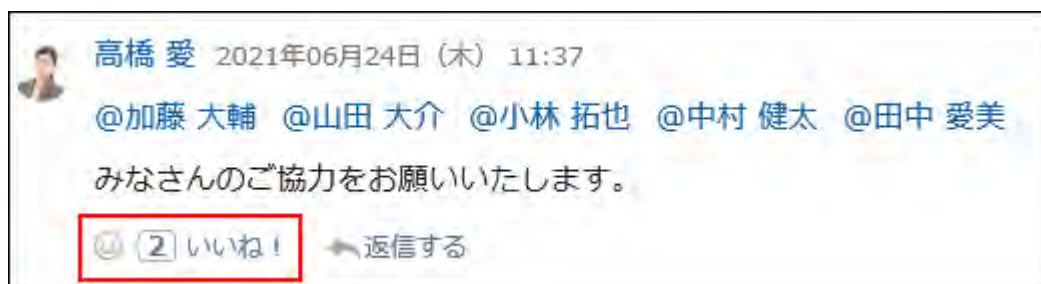 高橋 愛 2021年06月24日（木） 11:37
@加藤 大輔 @山田 大介 @小林 拓也 @中村 健太 @田中 愛美
みなさんのご協力をお願いいたします。
2 いいね！ 返信する